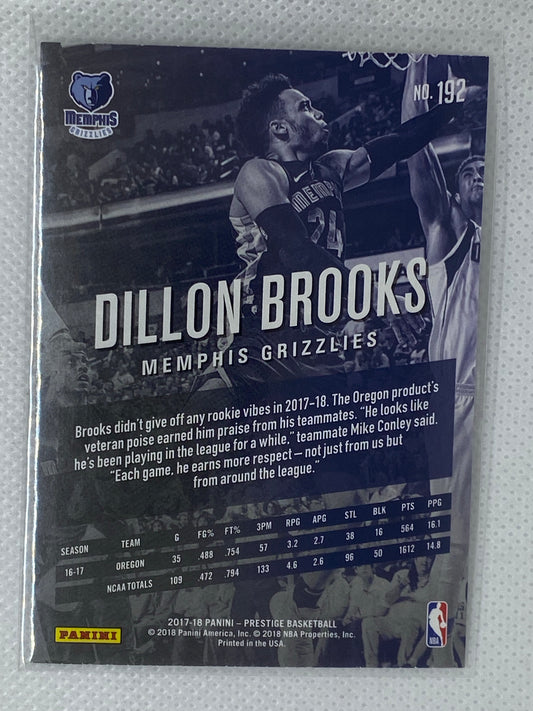 MEMPHIS
GRIZZLIES
NO. 192
MEMP
24
DILLON BROOKS
MEMPHIS GRIZZLIES
Brooks didn't give off any rookie vibes in 2017–18. The Oregon product's
veteran poise earned him praise from his teammates. "He looks like
he's been playing in the league for a while," teammate Mike Conley said.
"Each game, he earns more respect — not just from us but
from around the league."
SEASON TEAM G FG% FT% 3PM RPG APG STL BLK PTS PPG
16-17 OREGON 35 .488 .754 57 3.2 2.7 38 16 564 16.1
NCAA TOTALS 109 .472 .794 133 4.6 2.6 96 50 1612 14.8
PANINI
2017-18 PANINI – PRESTIGE BASKETBALL
© 2018 Panini America, Inc. © 2018 NBA Properties, Inc.
Printed in the USA.
NBA